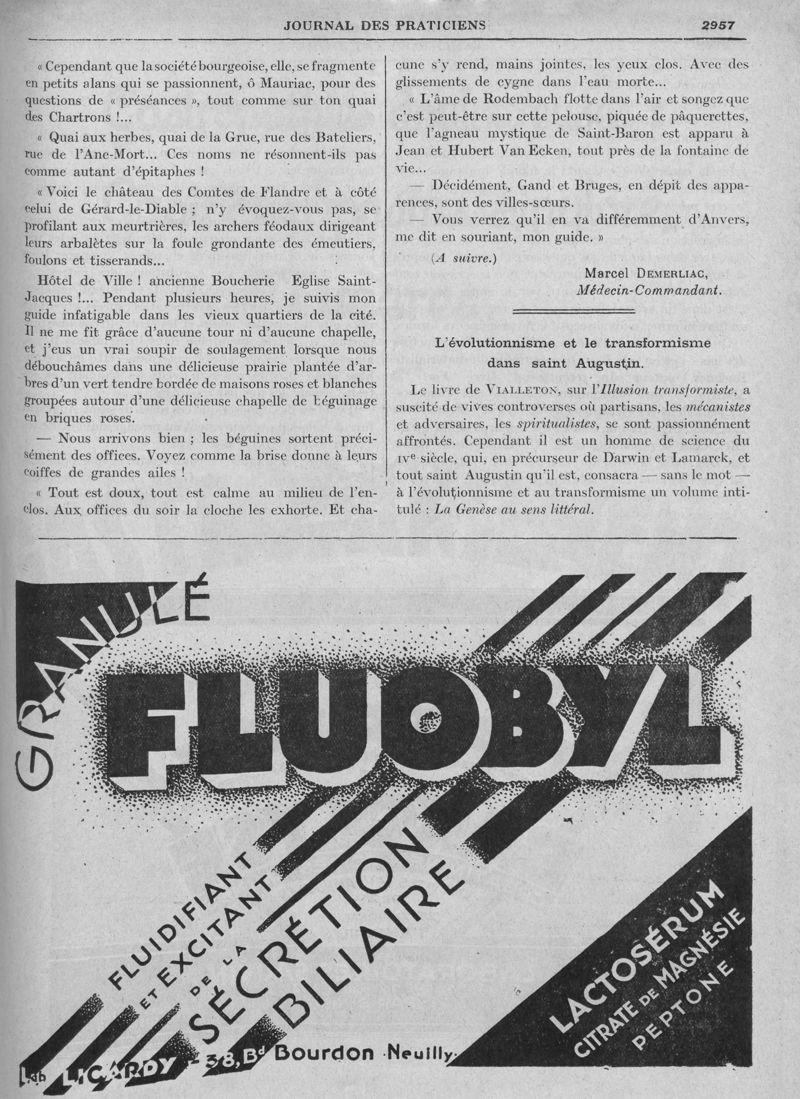 JOURNAL DES PRATICIENS 2957
« Cependant que la société bourgeoise, elle, se fragmente
en petits alans qui se passionnent, ô Mauriac, pour des
questions de « préséances », tout comme sur ton quai
des Chartrons !...
« Quai aux herbes, quai de la Grue, rue des Bateliers,
rue de l'Ane-Mort... Ces noms ne résonnent-ils pas
comme autant d'épitaphes !
« Voici le château des Comtes de Flandre et à côté
celui de Gérard-le-Diable ; n'y évoquez-vous pas, se
profilant aux meurtrières, les archers féodaux dirigeant
leurs arbalètes sur la foule grondante des émeutiers,
foulons et tisserands...
Hôtel de Ville ! ancienne Boucherie Eglise Saint-
Jacques !... Pendant plusieurs heures, je suivis mon
guide infatigable dans les vieux quartiers de la cité.
Il ne me fit grâce d'aucune tour ni d'aucune chapelle,
et j'eus un vrai soupir de soulagement lorsque nous
débouchâmes dans une délicieuse prairie plantée d'ar-
bres d'un vert tendre bordée de maisons roses et blanches
groupées autour d'une délicieuse chapelle de béguinage
en briques roses.
— Nous arrivons bien ; les béguines sortent préci-
sément des offices. Voyez comme la brise donne à leurs
coiffes de grandes ailes !
« Tout est doux, tout est calme au milieu de l'en-
clos. Aux offices du soir la cloche les exhorte. Et cha-
cune s'y rend, mains jointes, les yeux clos. Avec des
glissements de cygne dans l'eau morte...
« L'âme de Rodembach flotte dans l'air et songez que
c'est peut-être sur cette pelouse, piquée de pâquerettes,
que l'agneau mystique de Saint-Baron est apparu à
Jean et Hubert Van Ecken, tout près de la fontaine de
vie...
— Décidément, Gand et Bruges, en dépit des appa-
rences, sont des villes-sœurs.
— Vous verrez qu'il en va différemment d'Anvers,
me dit en souriant, mon guide. »
(A suivre.)
Marcel DEMERLIAC,
Médecin-Commandant.
L'évolutionnisme et le transformisme
dans saint Augustin.
Le livre de VIALLETON, sur l'Illusion transformiste, a
suscité de vives controverses où partisans, les mécanistes
et adversaires, les spiritualistes, se sont passionnément
affrontés. Cependant il est un homme de science du
IVe siècle, qui, en précurseur de Darwin et Lamarck, et
tout saint Augustin qu'il est, consacra — sans le mot —
à l'évolutionnisme et au transformisme un volume inti-
tulé : La Genèse au sens littéral.
GRANULÉ
FLUOBYL
FLUIDIFIANT
ET EXCITANT
DE LA
SÉCRÉTION
BILIAIRE
LACTOSÉRUM
CITRATE DE MAGNÉSIE
PEPTONE
Lab LICARDY - 38, Bd Bourdon - Neuilly